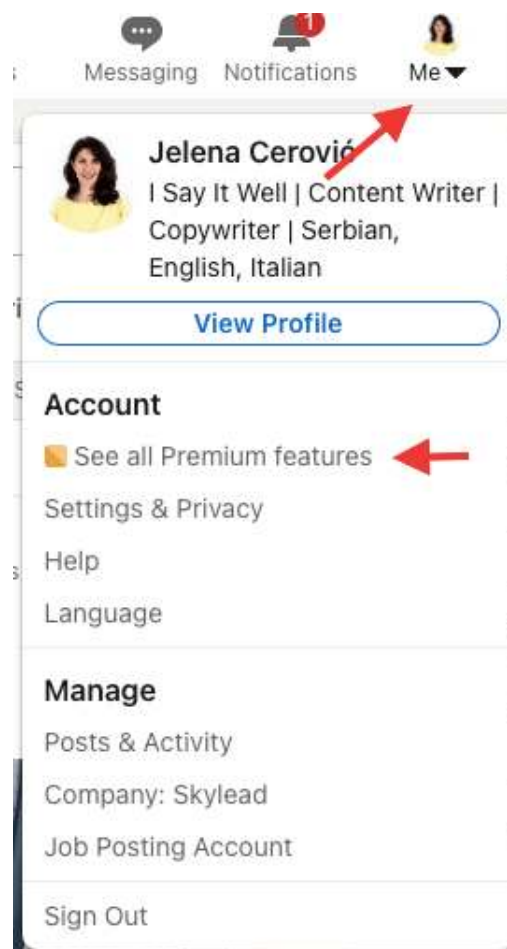 1
Messaging Notifications Me
Jelena Cerović
I Say It Well | Content Writer |
Copywriter | Serbian,
English, Italian
View Profile
Account
See all Premium features
Settings & Privacy
Help
Language
Manage
Posts & Activity
Company: Skylead
Job Posting Account
Sign Out